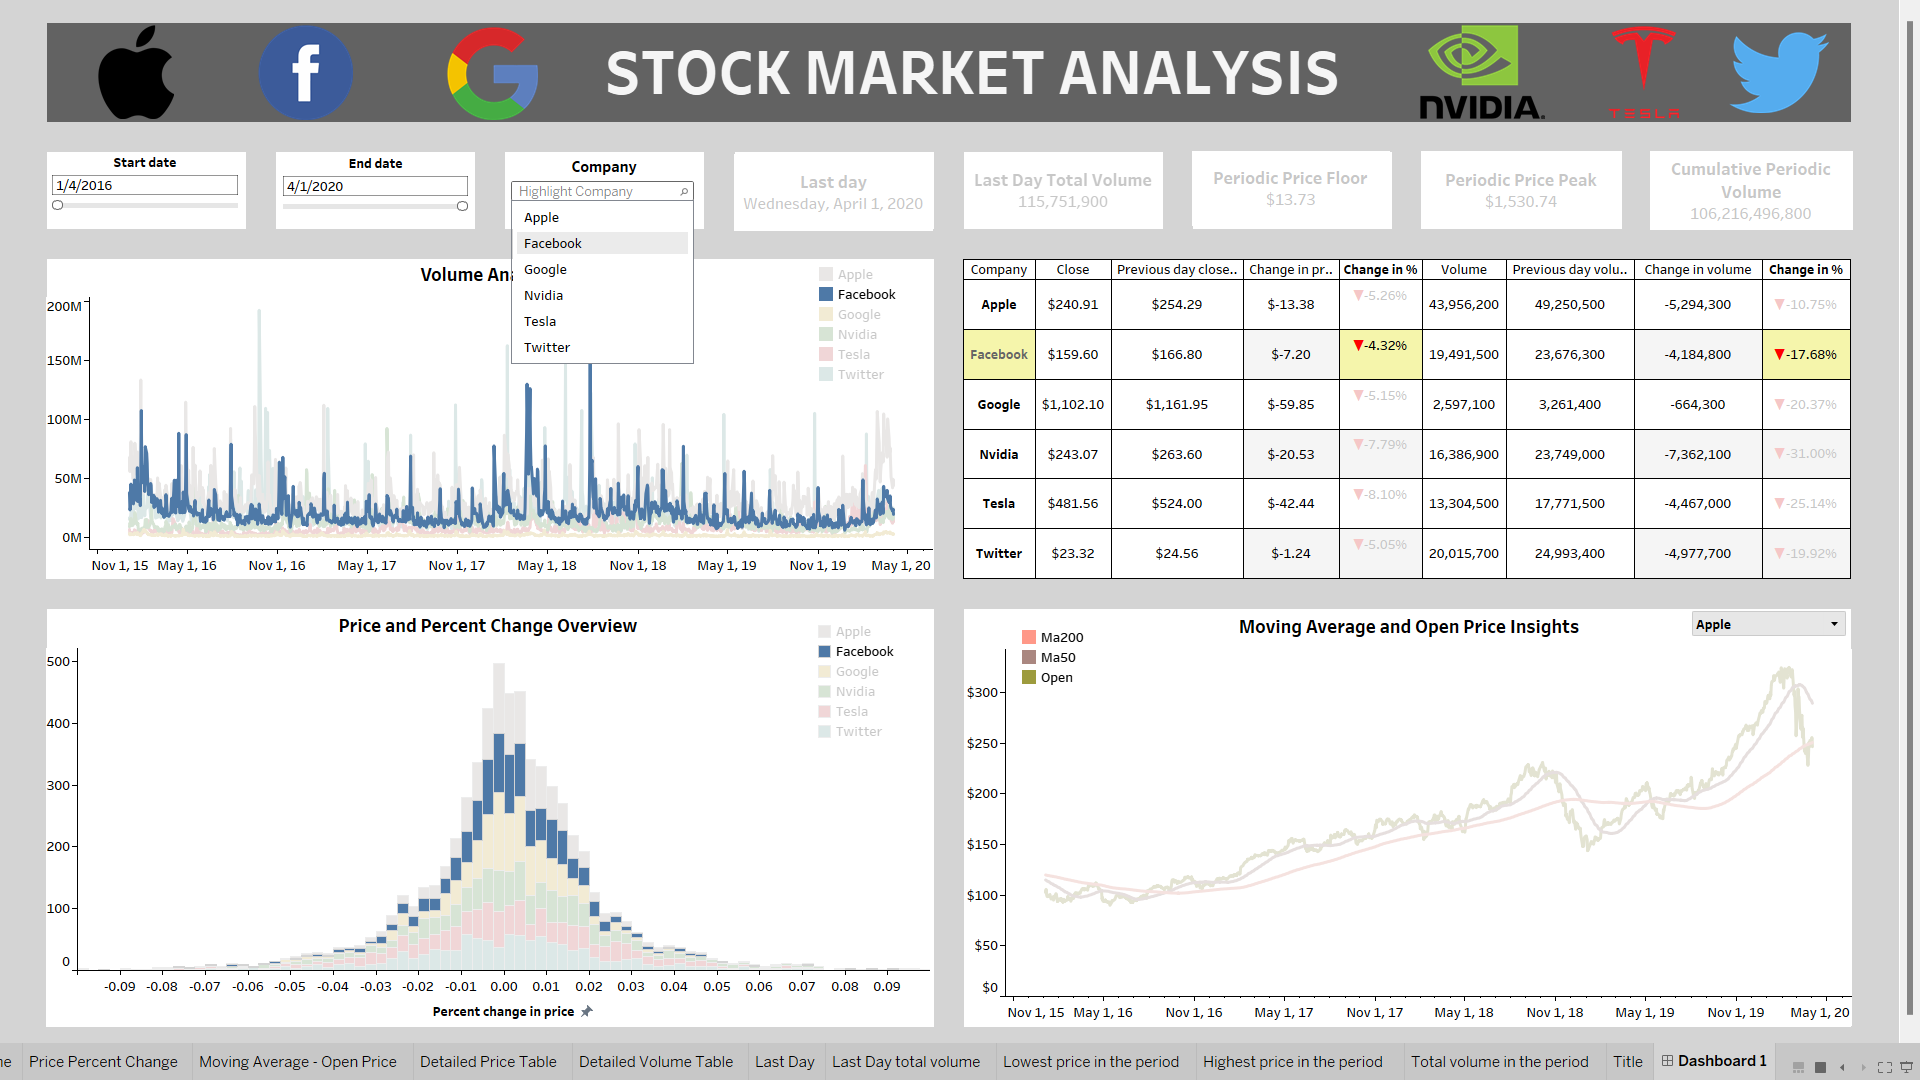 STOCK MARKET ANALYSIS
NVIDIA.
TESLA
Start date
1/4/2016
End date
4/1/2020
Company
Highlight Company
Apple
Facebook
Google
Nvidia
Tesla
Twitter
Last day
Wednesday, April 1, 2020
Last Day Total Volume
115,751,900
Periodic Price Floor
$13.73
Periodic Price Peak
$1,530.74
Cumulative Periodic
Volume
106,216,496,800
Volume Ana
Apple
Facebook
Google
Nvidia
Tesla
Twitter
200M
150M
100M
50M
0M
Nov 1, 15 May 1, 16 Nov 1, 16 May 1, 17 Nov 1, 17 May 1, 18 Nov 1, 18 May 1, 19 Nov 1, 19 May 1, 20
Company Close Previous day close.. Change in pr.. Change in % Volume Previous day volu.. Change in volume Change in %
Apple $240.91 $254.29 $-13.38 ▼-5.26% 43,956,200 49,250,500 -5,294,300 ▼-10.75%
Facebook $159.60 $166.80 $-7.20 ▼-4.32% 19,491,500 23,676,300 -4,184,800 ▼-17.68%
Google $1,102.10 $1,161.95 $-59.85 ▼-5.15% 2,597,100 3,261,400 -664,300 ▼-20.37%
Nvidia $243.07 $263.60 $-20.53 ▼-7.79% 16,386,900 23,749,000 -7,362,100 ▼-31.00%
Tesla $481.56 $524.00 $-42.44 ▼-8.10% 13,304,500 17,771,500 -4,467,000 ▼-25.14%
Twitter $23.32 $24.56 $-1.24 ▼-5.05% 20,015,700 24,993,400 -4,977,700 ▼-19.92%
Price and Percent Change Overview
Apple
Facebook
Google
Nvidia
Tesla
Twitter
500
400
300
200
100
0
-0.09 -0.08 -0.07 -0.06 -0.05 -0.04 -0.03 -0.02 -0.01 0.00 0.01 0.02 0.03 0.04 0.05 0.06 0.07 0.08 0.09
Percent change in price
Moving Average and Open Price Insights
Apple
Ma200
Ma50
Open
$300
$250
$200
$150
$100
$50
$0
Nov 1, 15 May 1, 16 Nov 1, 16 May 1, 17 Nov 1, 17 May 1, 18 Nov 1, 18 May 1, 19 Nov 1, 19 May 1, 20
ne Price Percent Change Moving Average - Open Price Detailed Price Table Detailed Volume Table Last Day Last Day total volume Lowest price in the period Highest price in the period Total volume in the period Title Dashboard 1